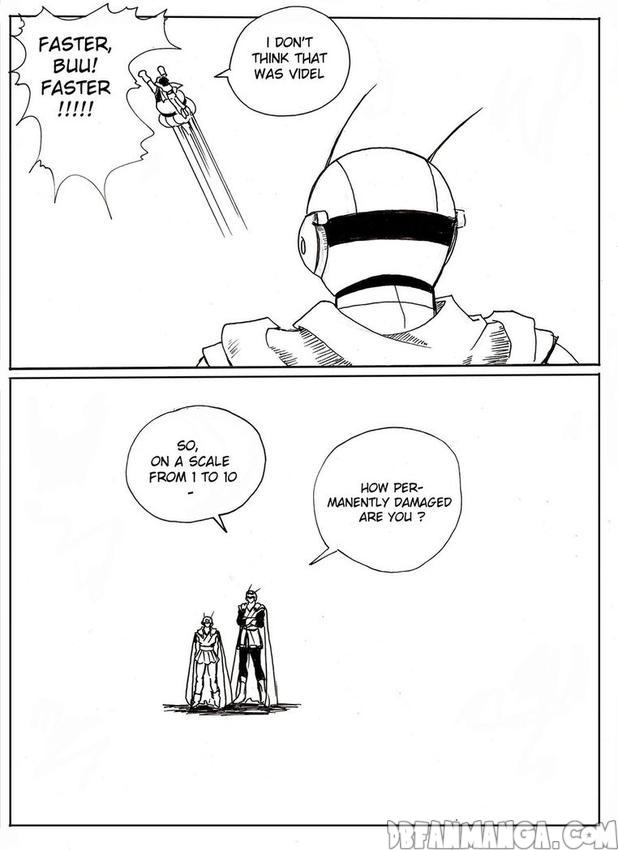 FASTER,
BUU!
FASTER
!!!!!
I DON'T
THINK THAT
WAS VIDEL
SO,
ON A SCALE
FROM 1 TO 10
-
HOW PER-
MANENTLY DAMAGED
ARE YOU ?
DBFANMANGA.COM